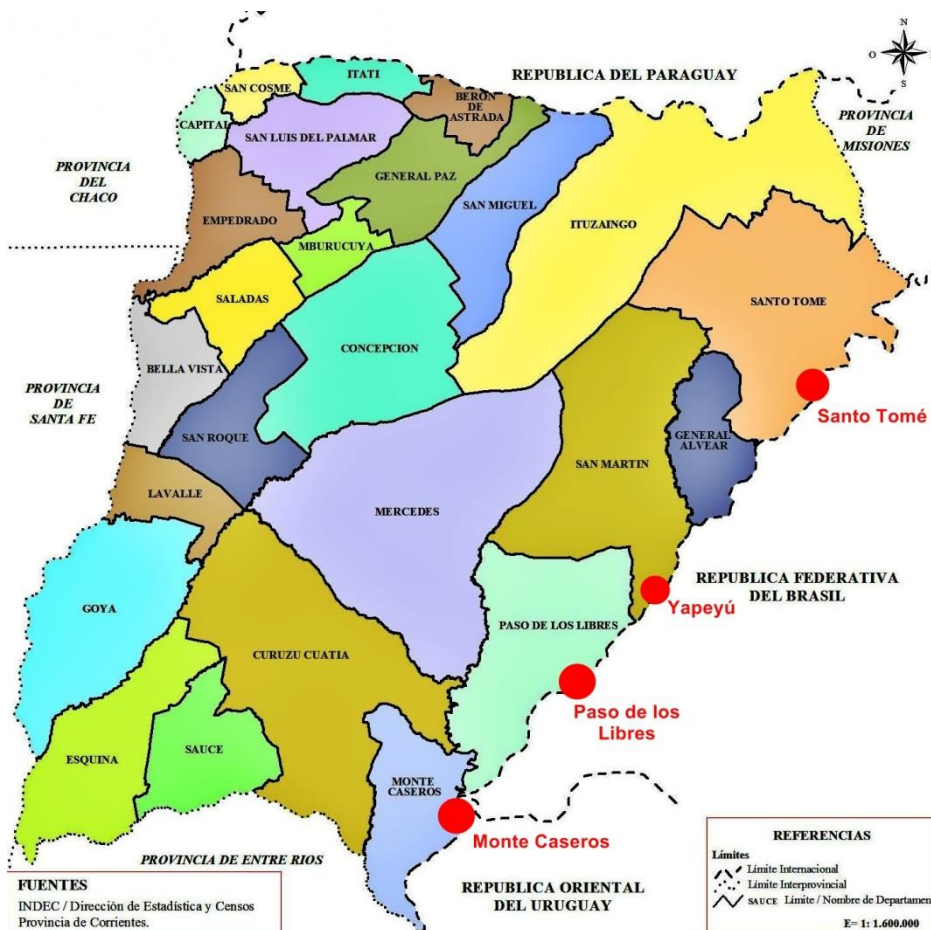 N
O
E
S
REPUBLICA DEL PARAGUAY
ITATI
SAN COSME
BERON
DE
ASTRADA
CAPITAL
SAN LUIS DEL PALMAR
PROVINCIA
DE
MISIONES
PROVINCIA
DEL
CHACO
GENERAL PAZ
SAN MIGUEL
EMPEDRADO
ITUZAINGO
MBURUCUYA
SALADAS
SANTO TOME
CONCEPCION
BELLA VISTA
PROVINCIA
DE
SANTA FE
Santo Tomé
SAN ROQUE
GENERAL
ALVEAR
SAN MARTIN
LAVALLE
MERCEDES
REPUBLICA FEDERATIVA
DEL BRASIL
Yapeyú
GOYA
PASO DE LOS LIBRES
CURUZU CUATIA
Paso de los
Libres
SAUCE
ESQUINA
MONTE
CASEROS
Monte Caseros
PROVINCIA DE ENTRE RIOS
REPUBLICA ORIENTAL
DEL URUGUAY
FUENTES
INDEC / Dirección de Estadística y Censos
Provincia de Corrientes.
REFERENCIAS
Límites
Límite Internacional
Límite Interprovincial
SAUCE Límite / Nombre de Departamen
E= 1: 1.600.000